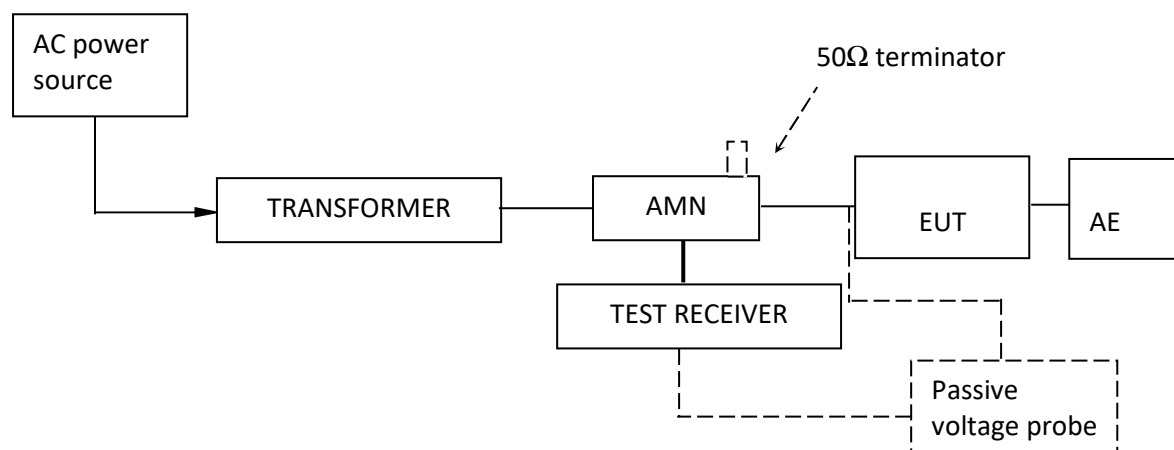 AC power
source
50Ω terminator
TRANSFORMER
AMN
EUT
AE
TEST RECEIVER
Passive
voltage probe